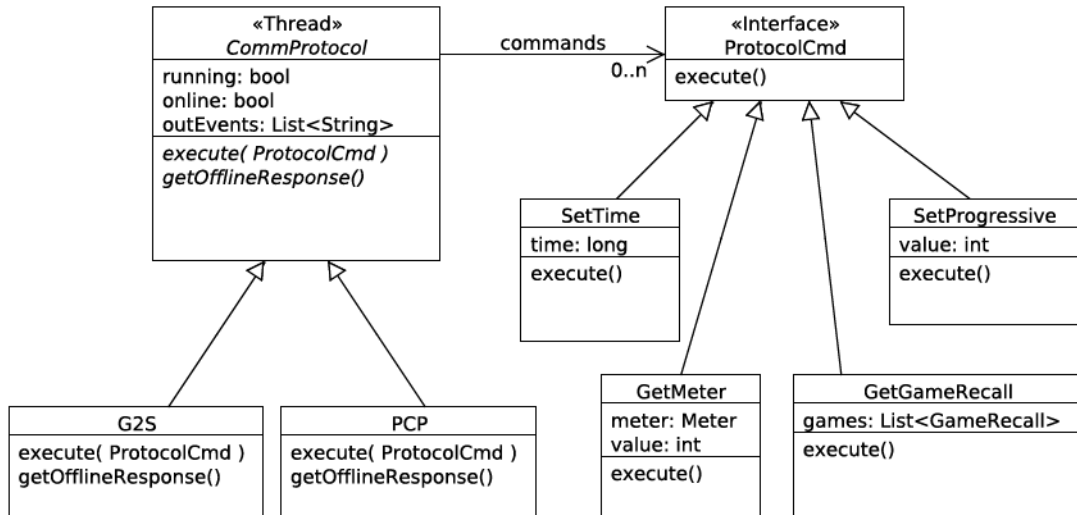 «Thread»
CommProtocol
running: bool
online: bool
outEvents: List<String>
execute( ProtocolCmd )
getOfflineResponse()
commands
0..n
«Interface»
ProtocolCmd
execute()
SetTime
time: long
execute()
SetProgressive
value: int
execute()
G2S
execute( ProtocolCmd )
getOfflineResponse()
PCP
execute( ProtocolCmd )
getOfflineResponse()
GetMeter
meter: Meter
value: int
execute()
GetGameRecall
games: List<GameRecall>
execute()